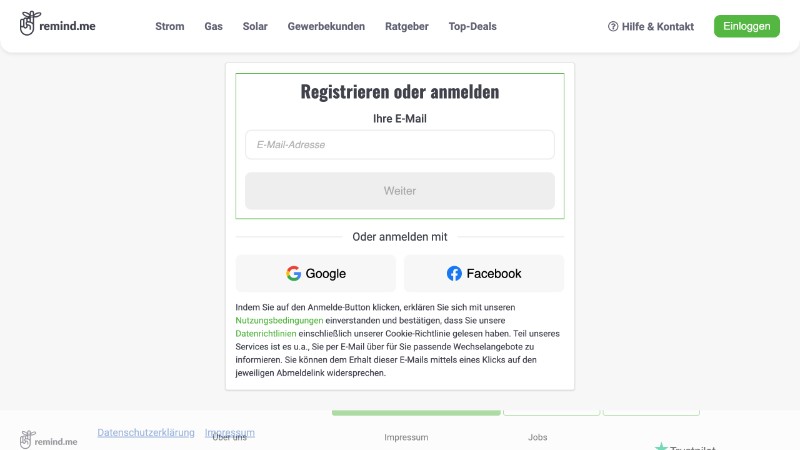 remind.me
Strom Gas Solar Gewerbekunden Ratgeber Top-Deals Hilfe & Kontakt Einloggen
Registrieren oder anmelden
Ihre E-Mail
E-Mail-Adresse
Weiter
Oder anmelden mit
Google Facebook
Indem Sie auf den Anmelde-Button klicken, erklären Sie sich mit unseren
Nutzungsbedingungen einverstanden und bestätigen, dass Sie unsere
Datenrichtlinien einschließlich unserer Cookie-Richtlinie gelesen haben. Teil unseres
Services ist es u.a., Sie per E-Mail über für Sie passende Wechselangebote zu
informieren. Sie können dem Erhalt dieser E-Mails mittels eines Klicks auf den
jeweiligen Abmeldelink widersprechen.
Datenschutzerklärung Impressum
remind.me Über uns Impressum Jobs
Trustpilot